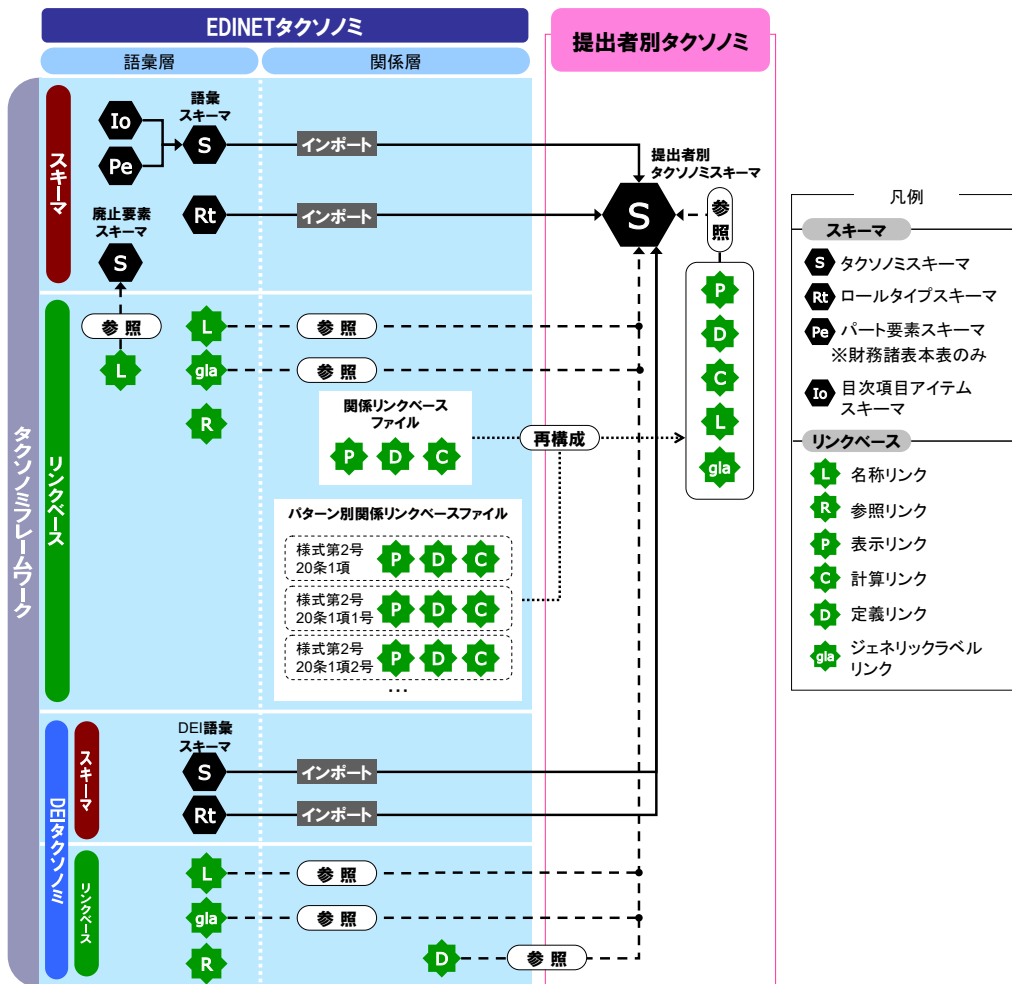 EDINETタクソノミ
提出者別タクソノミ
語彙層
関係層
タクソノミフレームワーク
スキーマ
Io
Pe
語彙
スキーマ
S
インポート
Rt
インポート
廃止要素
スキーマ
S
提出者別
タクソノミスキーマ
S
参照
P
D
C
L
gla
リンクベース
参照
L
L
参照
gla
参照
R
関係リンクベース
ファイル
P D C
再構成
パターン別関係リンクベースファイル
様式第2号
20条1項
P D C
様式第2号
20条1項1号
P D C
様式第2号
20条1項2号
P D C
…
DEIタクソノミ
スキーマ
DEI語彙
スキーマ
S
インポート
Rt
インポート
リンクベース
L
参照
gla
参照
R
D
参照
凡例
スキーマ
S タクソノミスキーマ
Rt ロールタイプスキーマ
Pe パート要素スキーマ
※財務諸表本表のみ
Io 目次項目アイテム
スキーマ
リンクベース
L 名称リンク
R 参照リンク
P 表示リンク
C 計算リンク
D 定義リンク
gla ジェネリックラベル
リンク